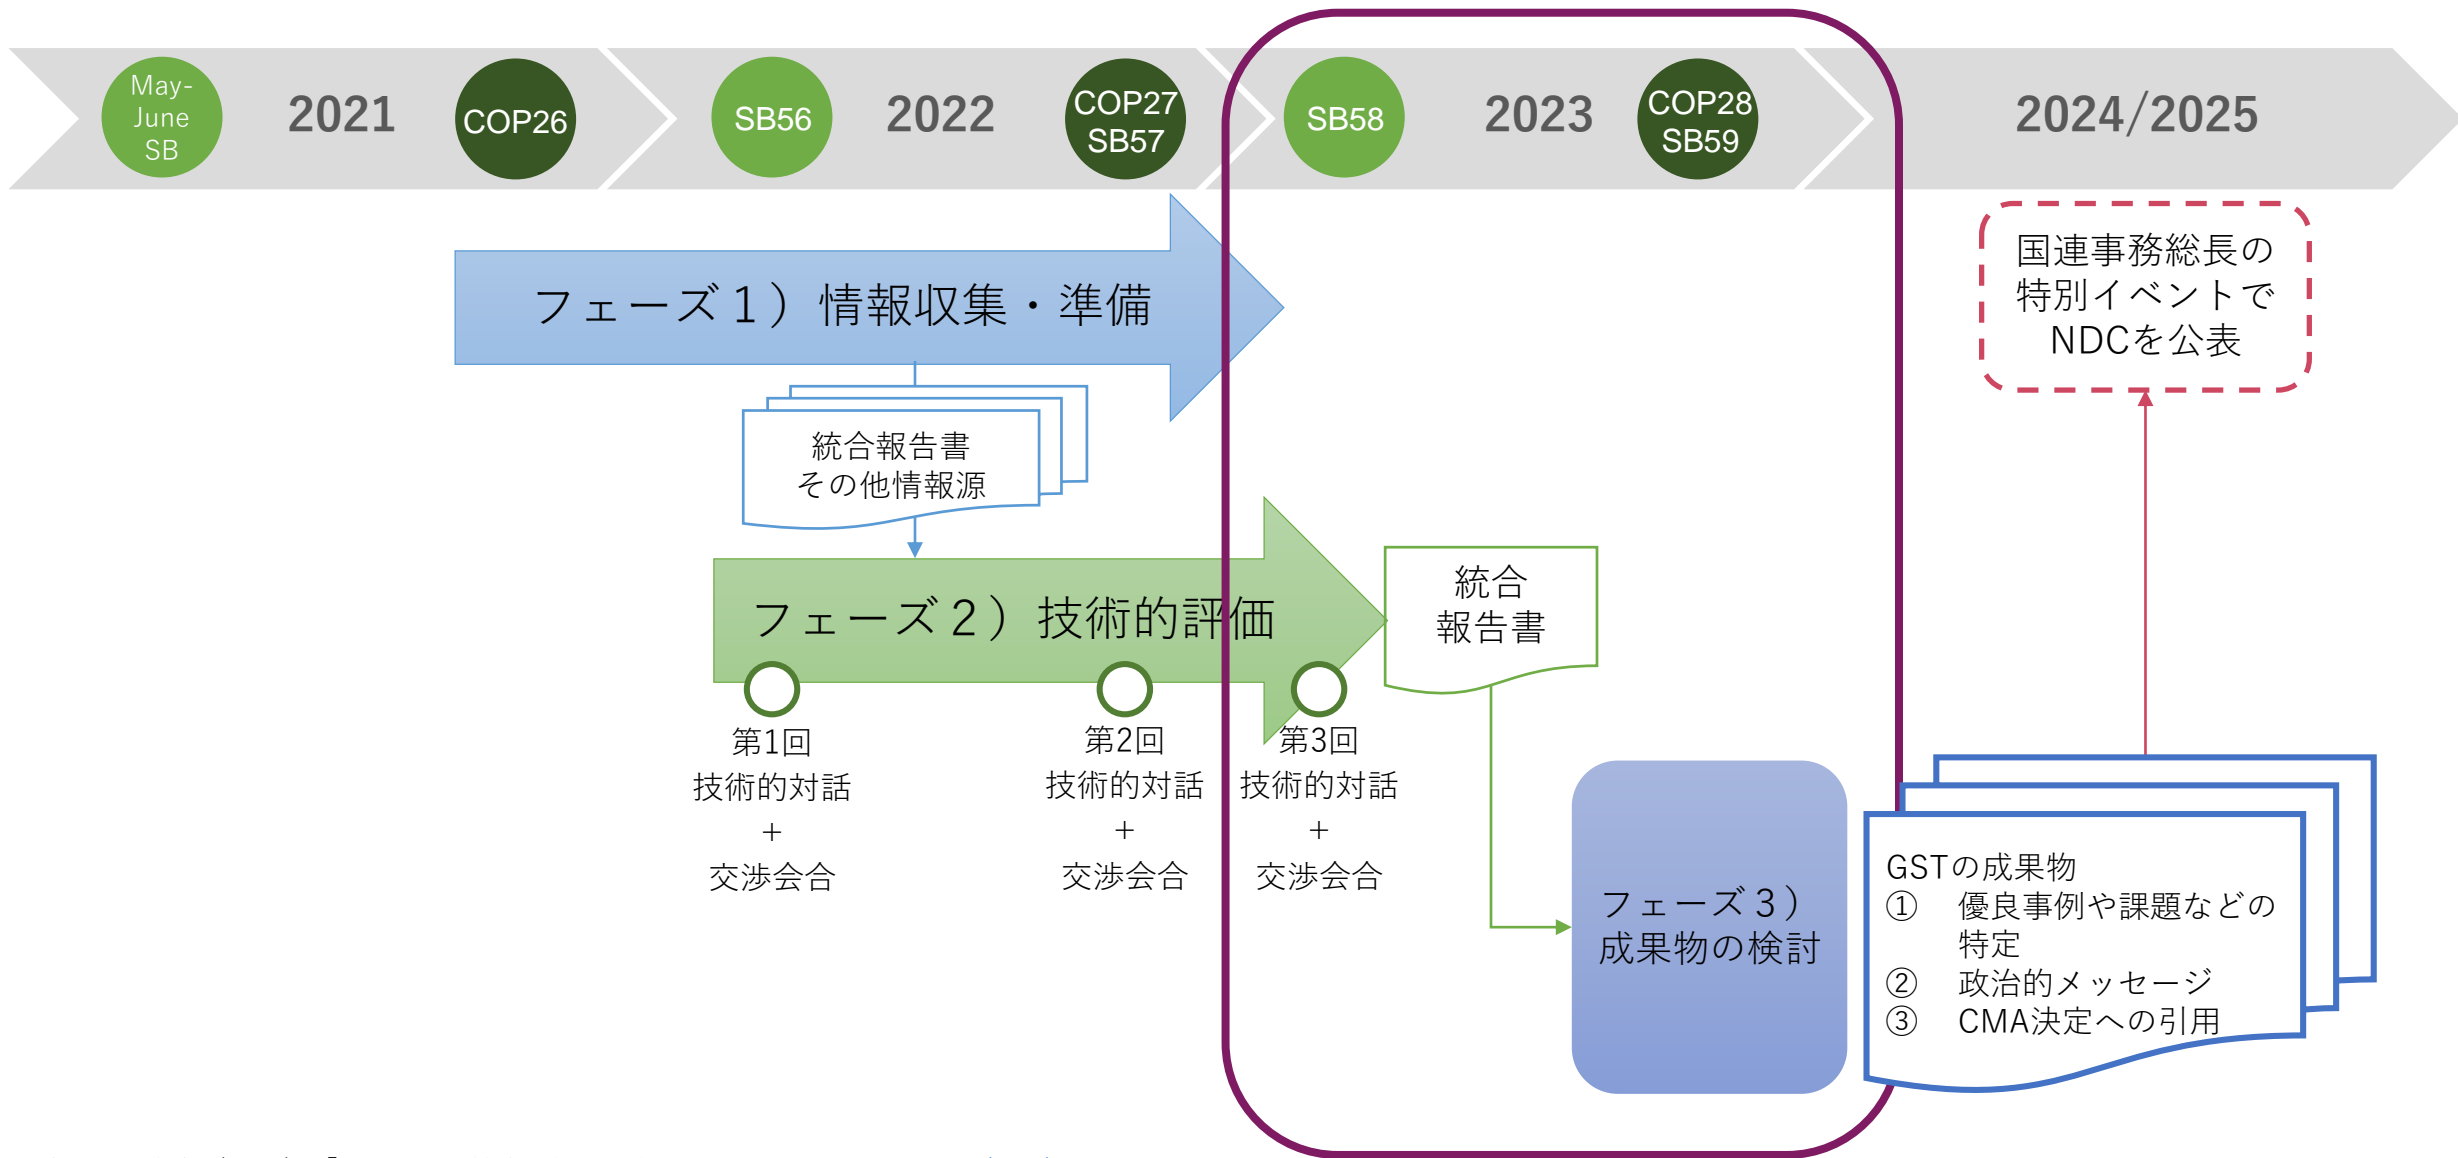 May-
June
SB
2021
COP26
SB56
2022
COP27
SB57
SB58
2023
COP28
SB59
2024/2025
国連事務総長の
特別イベントで
NDCを公表
フェーズ１）情報収集・準備
統合報告書
その他情報源
フェーズ２）技術的評価
統合
報告書
第1回
技術的対話
+
交渉会合
第2回
技術的対話
+
交渉会合
第3回
技術的対話
+
交渉会合
フェーズ３）
成果物の検討
GSTの成果物
① 優良事例や課題などの
特定
② 政治的メッセージ
③ CMA決定への引用